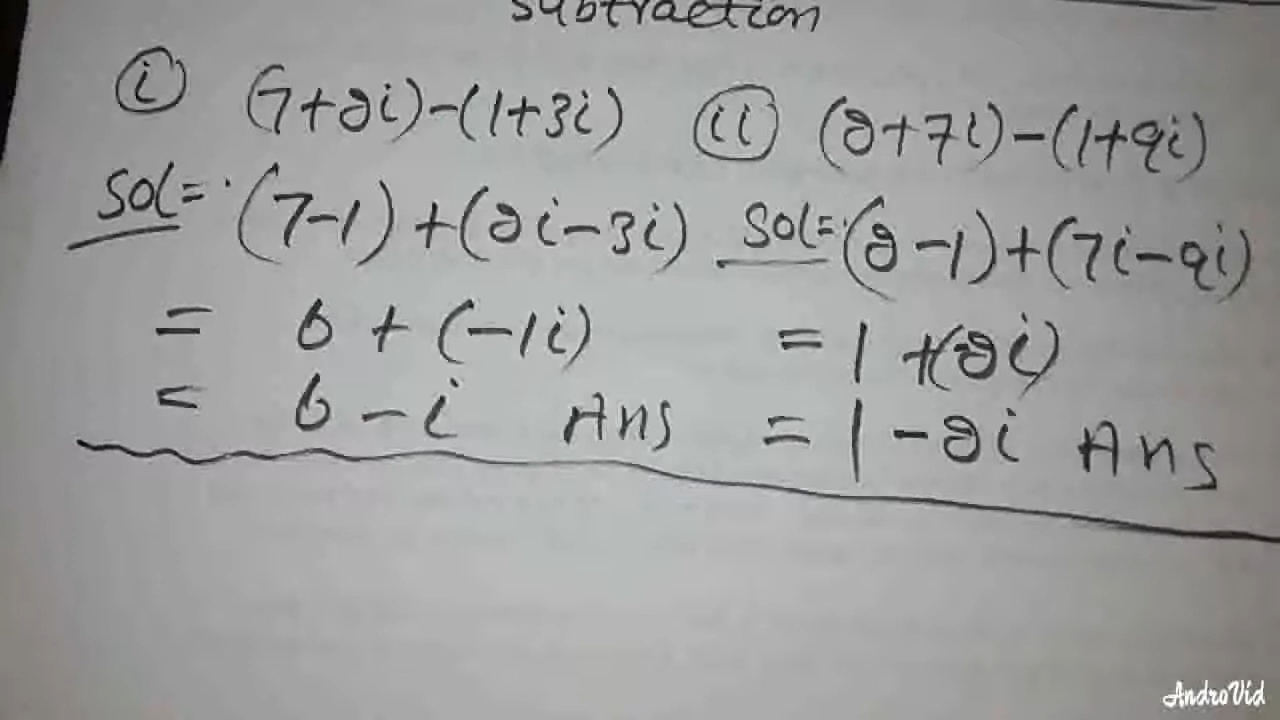 subtraction
(i) (7+2i)-(1+3i) (ii) (2+7i)-(1+9i)
Sol= (7-1)+(2i-3i) Sol= (2-1)+(7i-9i)
= 6+(-1i) = 1+(-2i)
= 6-i Ans = 1-2i Ans
AndroVid